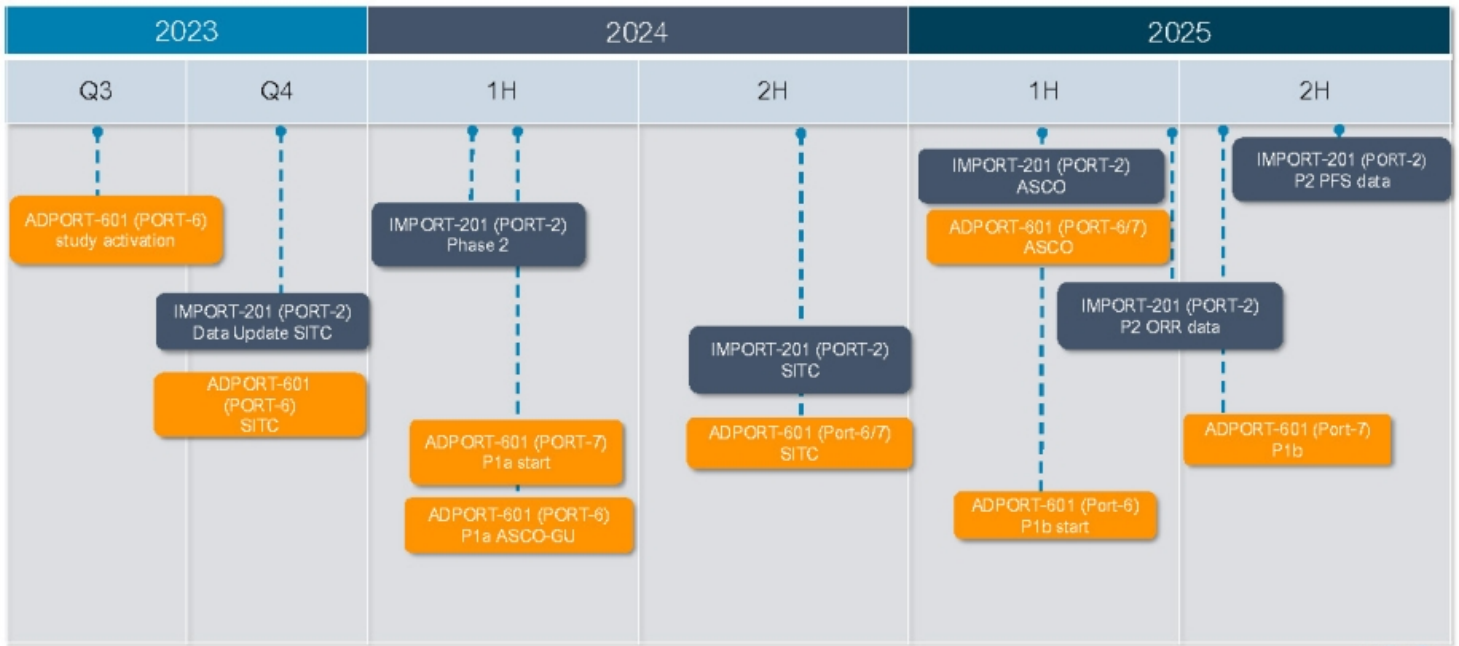 2023
2024
2025
Q3
Q4
1H
2H
1H
2H
ADPORT-601 (PORT-6)
study activation
IMPORT-201 (PORT-2)
Data Update SITC
ADPORT-601
(PORT-6)
SITC
IMPORT-201 (PORT-2)
Phase 2
ADPORT-601 (PORT-7)
P1a start
ADPORT-601 (PORT-6)
P1a ASCO-GU
IMPORT-201 (PORT-2)
SITC
ADPORT-601 (Port-6/7)
SITC
IMPORT-201 (PORT-2)
ASCO
ADPORT-601 (PORT-6/7)
ASCO
ADPORT-601 (Port-6)
P1b start
IMPORT-201 (PORT-2)
P2 ORR data
IMPORT-201 (PORT-2)
P2 PFS data
ADPORT-601 (Port-7)
P1b